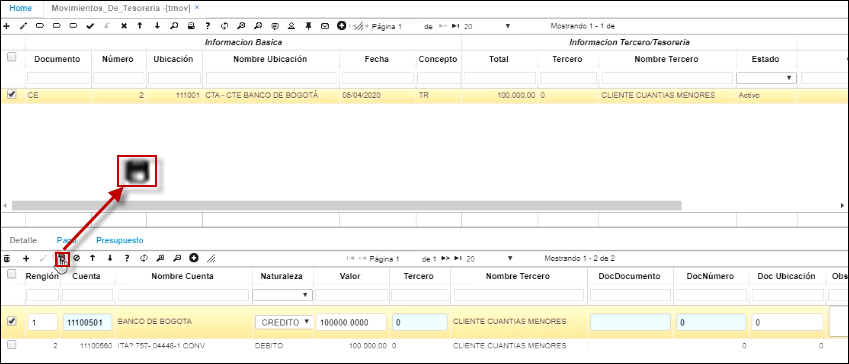 Home Movimientos_De_Tesoreria -[tmov] ×
Página 1 de 20 Mostrando 1 - 1 de
Informacion Basica Informacion Tercero/Tesoreria
Documento Número Ubicación Nombre Ubicación Fecha Concepto Total Tercero Nombre Tercero Estado
CE 2 111001 CTA - CTE BANCO DE BOGOTÁ 05/04/2020 TR 100.000,00 0 CLIENTE CUANTIAS MENORES Activo
Detalle Presupuesto
Página 1 de 1 20 Mostrando 1 - 2 de 2
Renglón Cuenta Nombre Cuenta Naturaleza Valor Tercero Nombre Tercero DocDocumento DocNúmero Doc Ubicación Obs
1 11100501 BANCO DE BOGOTA CREDITO 100000.0000 0 CLIENTE CUANTIAS MENORES 0 0
2 11100560 ITA? 757- 04448-1 CONV DEBITO 100.000,00 0 CLIENTE CUANTIAS MENORES 0 0